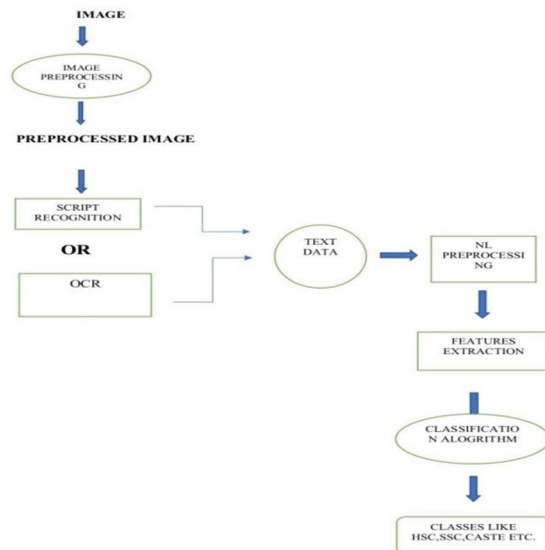 IMAGE
IMAGE
PREPROCESSIN
G
PREPROCESSED IMAGE
SCRIPT
RECOGNITION
OR
OCR
TEXT
DATA
NL
PREPROCESSI
NG
FEATURES
EXTRACTION
CLASSIFICATIO
N ALOGRITHM
CLASSES LIKE
HSC,SSC,CASTE ETC.